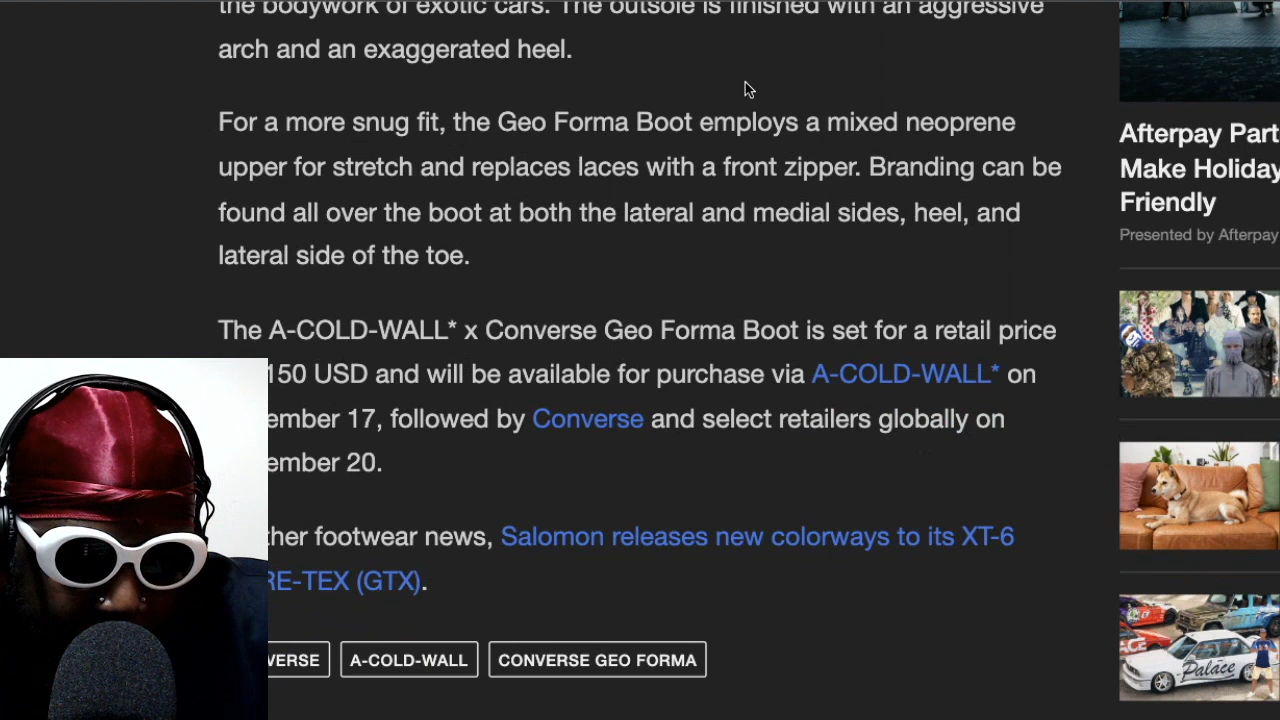 the bodywork of exotic cars. The outsole is finished with an aggressive
arch and an exaggerated heel.
For a more snug fit, the Geo Forma Boot employs a mixed neoprene
upper for stretch and replaces laces with a front zipper. Branding can be
found all over the boot at both the lateral and medial sides, heel, and
lateral side of the toe.
The A-COLD-WALL* x Converse Geo Forma Boot is set for a retail price
150 USD and will be available for purchase via A-COLD-WALL* on
ember 17, followed by Converse and select retailers globally on
ember 20.
ther footwear news, Salomon releases new colorways to its XT-6
RE-TEX (GTX).
VERSE
A-COLD-WALL
CONVERSE GEO FORMA
Afterpay Part
Make Holiday
Friendly
Presented by Afterpay
Palace